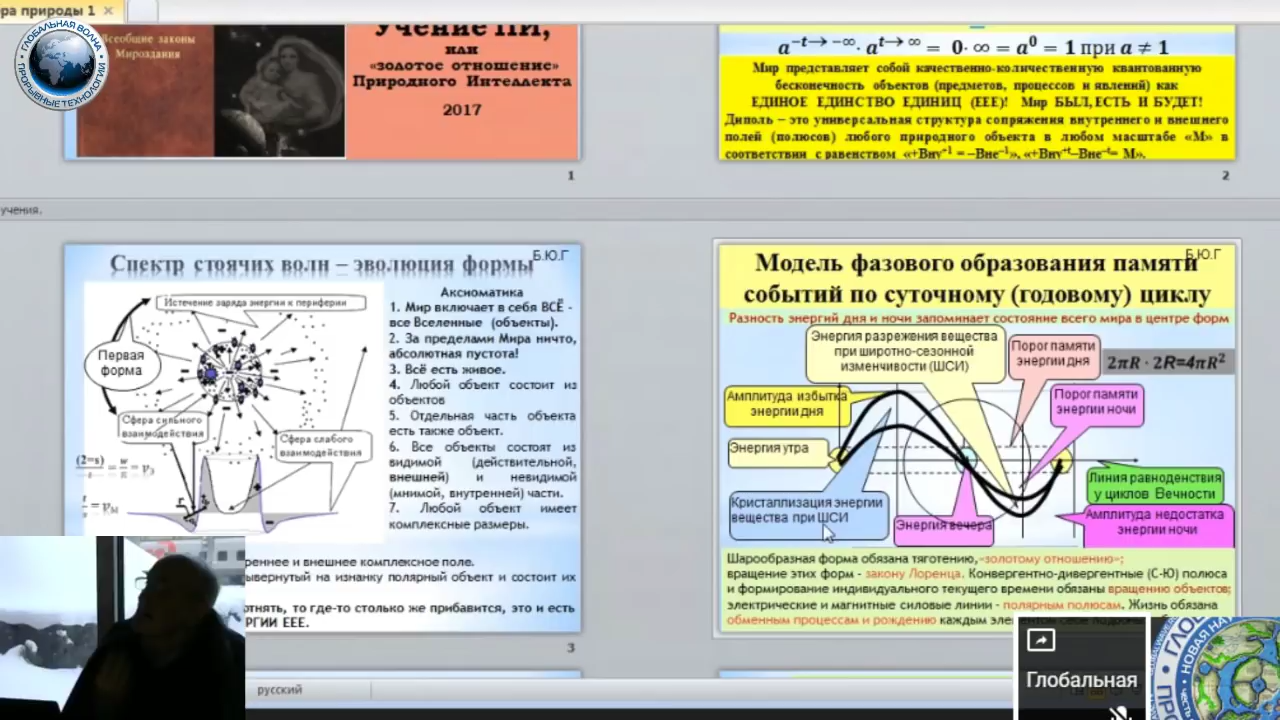 ра природы 1 ×
ГЛОБАЛЬНАЯ ВОЛНА
ПРОРЫВНЫЕ ТЕХНОЛОГИИ
Всеобщие законы
Мироздания
Учение ПИ,
или
«золотое отношение»
Природного Интеллекта
2017
1
a^{-t→ -∞} · a^{t→ ∞} = 0·∞ = a^0 = 1 при a ≠ 1
Мир представляет собой качественно-количественную квантованную
бесконечность объектов (предметов, процессов и явлений) как
ЕДИНОЕ ЕДИНСТВО ЕДИНИЦ (ЕЕЕ)! Мир БЫЛ, ЕСТЬ И БУДЕТ!
Диполь – это универсальная структура сопряжения внутреннего и внешнего
полей (полюсов) любого природного объекта в любом масштабе «М» в
соответствии с равенством «+Вну⁺¹ = –Вне⁻¹», «+Вну⁺ᵗ–Вне⁻ᵗ= М».
2
учения.
Б.Ю.Г
Спектр стоячих волн – эволюция формы
Истечение заряда энергии к периферии
Первая
форма
Сфера сильного
взаимодействия
Сфера слабого
взаимодействия
Аксиоматика
1. Мир включает в себя ВСЁ -
все Вселенные (объекты).
2. За пределами Мира ничто,
абсолютная пустота!
3. Всё есть живое.
4. Любой объект состоит из
объектов
5. Отдельная часть объекта
есть также объект.
6. Все объекты состоят из
видимой (действительной,
внешней) и невидимой
(мнимой, внутренней) части.
7. Любой объект имеет
комплексные размеры.
реннее и внешнее комплексное поле.
ывернутый на изнанку полярный объект и состоит их
отнять, то где-то столько же прибавится, это и есть
РГИИ ЕЕЕ.
3
Б.Ю.Г
Модель фазового образования памяти
событий по суточному (годовому) циклу
Разность энергий дня и ночи запоминает состояние всего мира в центре форм
Энергия разрежения вещества
при широтно-сезонной
изменчивости (ШСИ)
Порог памяти
энергии дня
2πR · 2R=4πR²
Амплитуда избытка
энергии дня
Порог памяти
энергии ночи
Энергия утра
Линия равноденствия
у циклов Вечности
Кристаллизация энергии
вещества при ШСИ
Энергия вечера
Амплитуда недостатка
энергии ночи
Шарообразная форма обязана тяготению, «золотому отношению»;
вращение этих форм - закону Лоренца. Конвергентно-дивергентные (С-Ю) полюса
и формирование индивидуального текущего времени обязаны вращению объектов;
электрические и магнитные силовые линии - полярным полюсам. Жизнь обязана
обменным процессам и рождению каждым элементом
русский
Глобальная